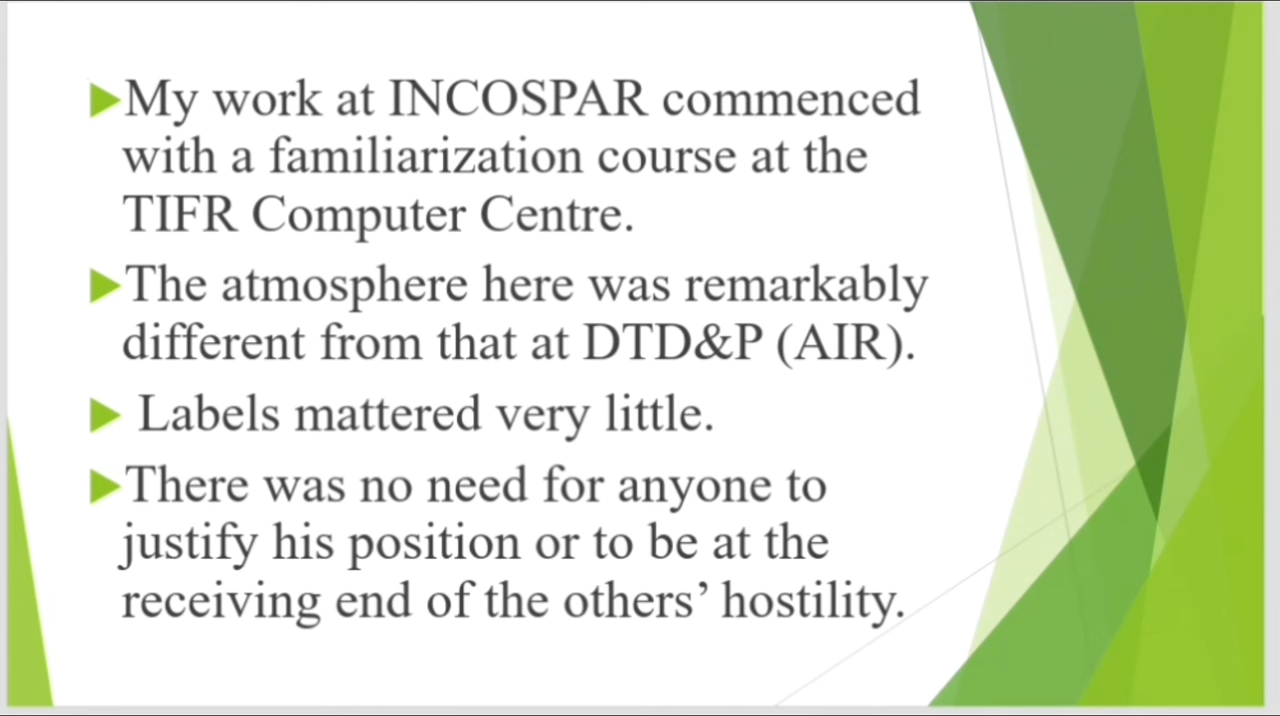 My work at INCOSPAR commenced
with a familiarization course at the
TIFR Computer Centre.
The atmosphere here was remarkably
different from that at DTD&P (AIR).
Labels mattered very little.
There was no need for anyone to
justify his position or to be at the
receiving end of the others’ hostility.